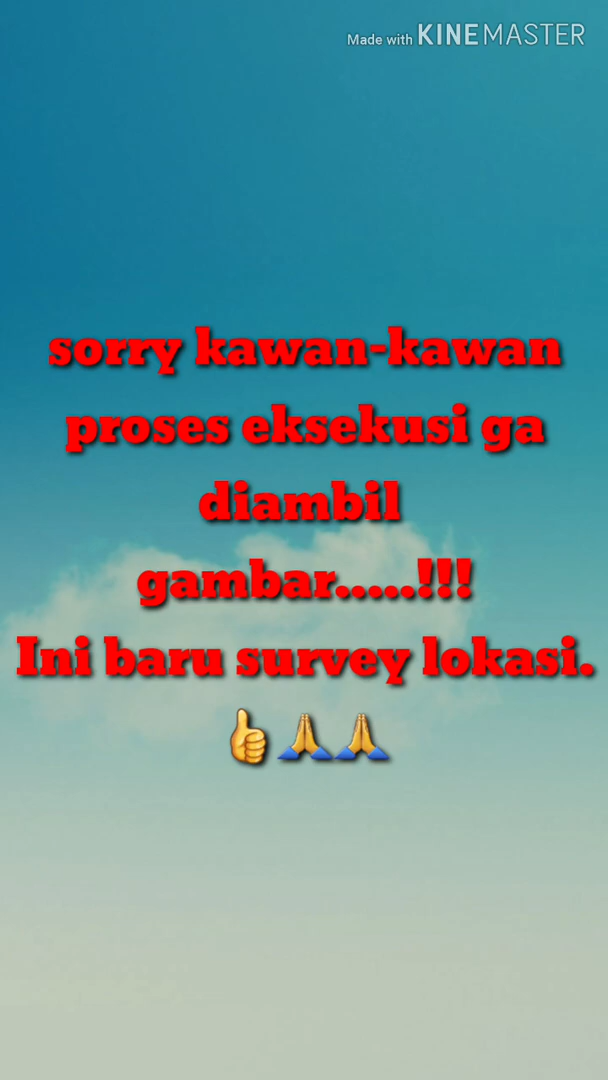 Made with KINEMASTER
sorry kawan-kawan
proses eksekusi ga
diambil
gambar.....!!!
Ini baru survey lokasi.
👍🙏🙏